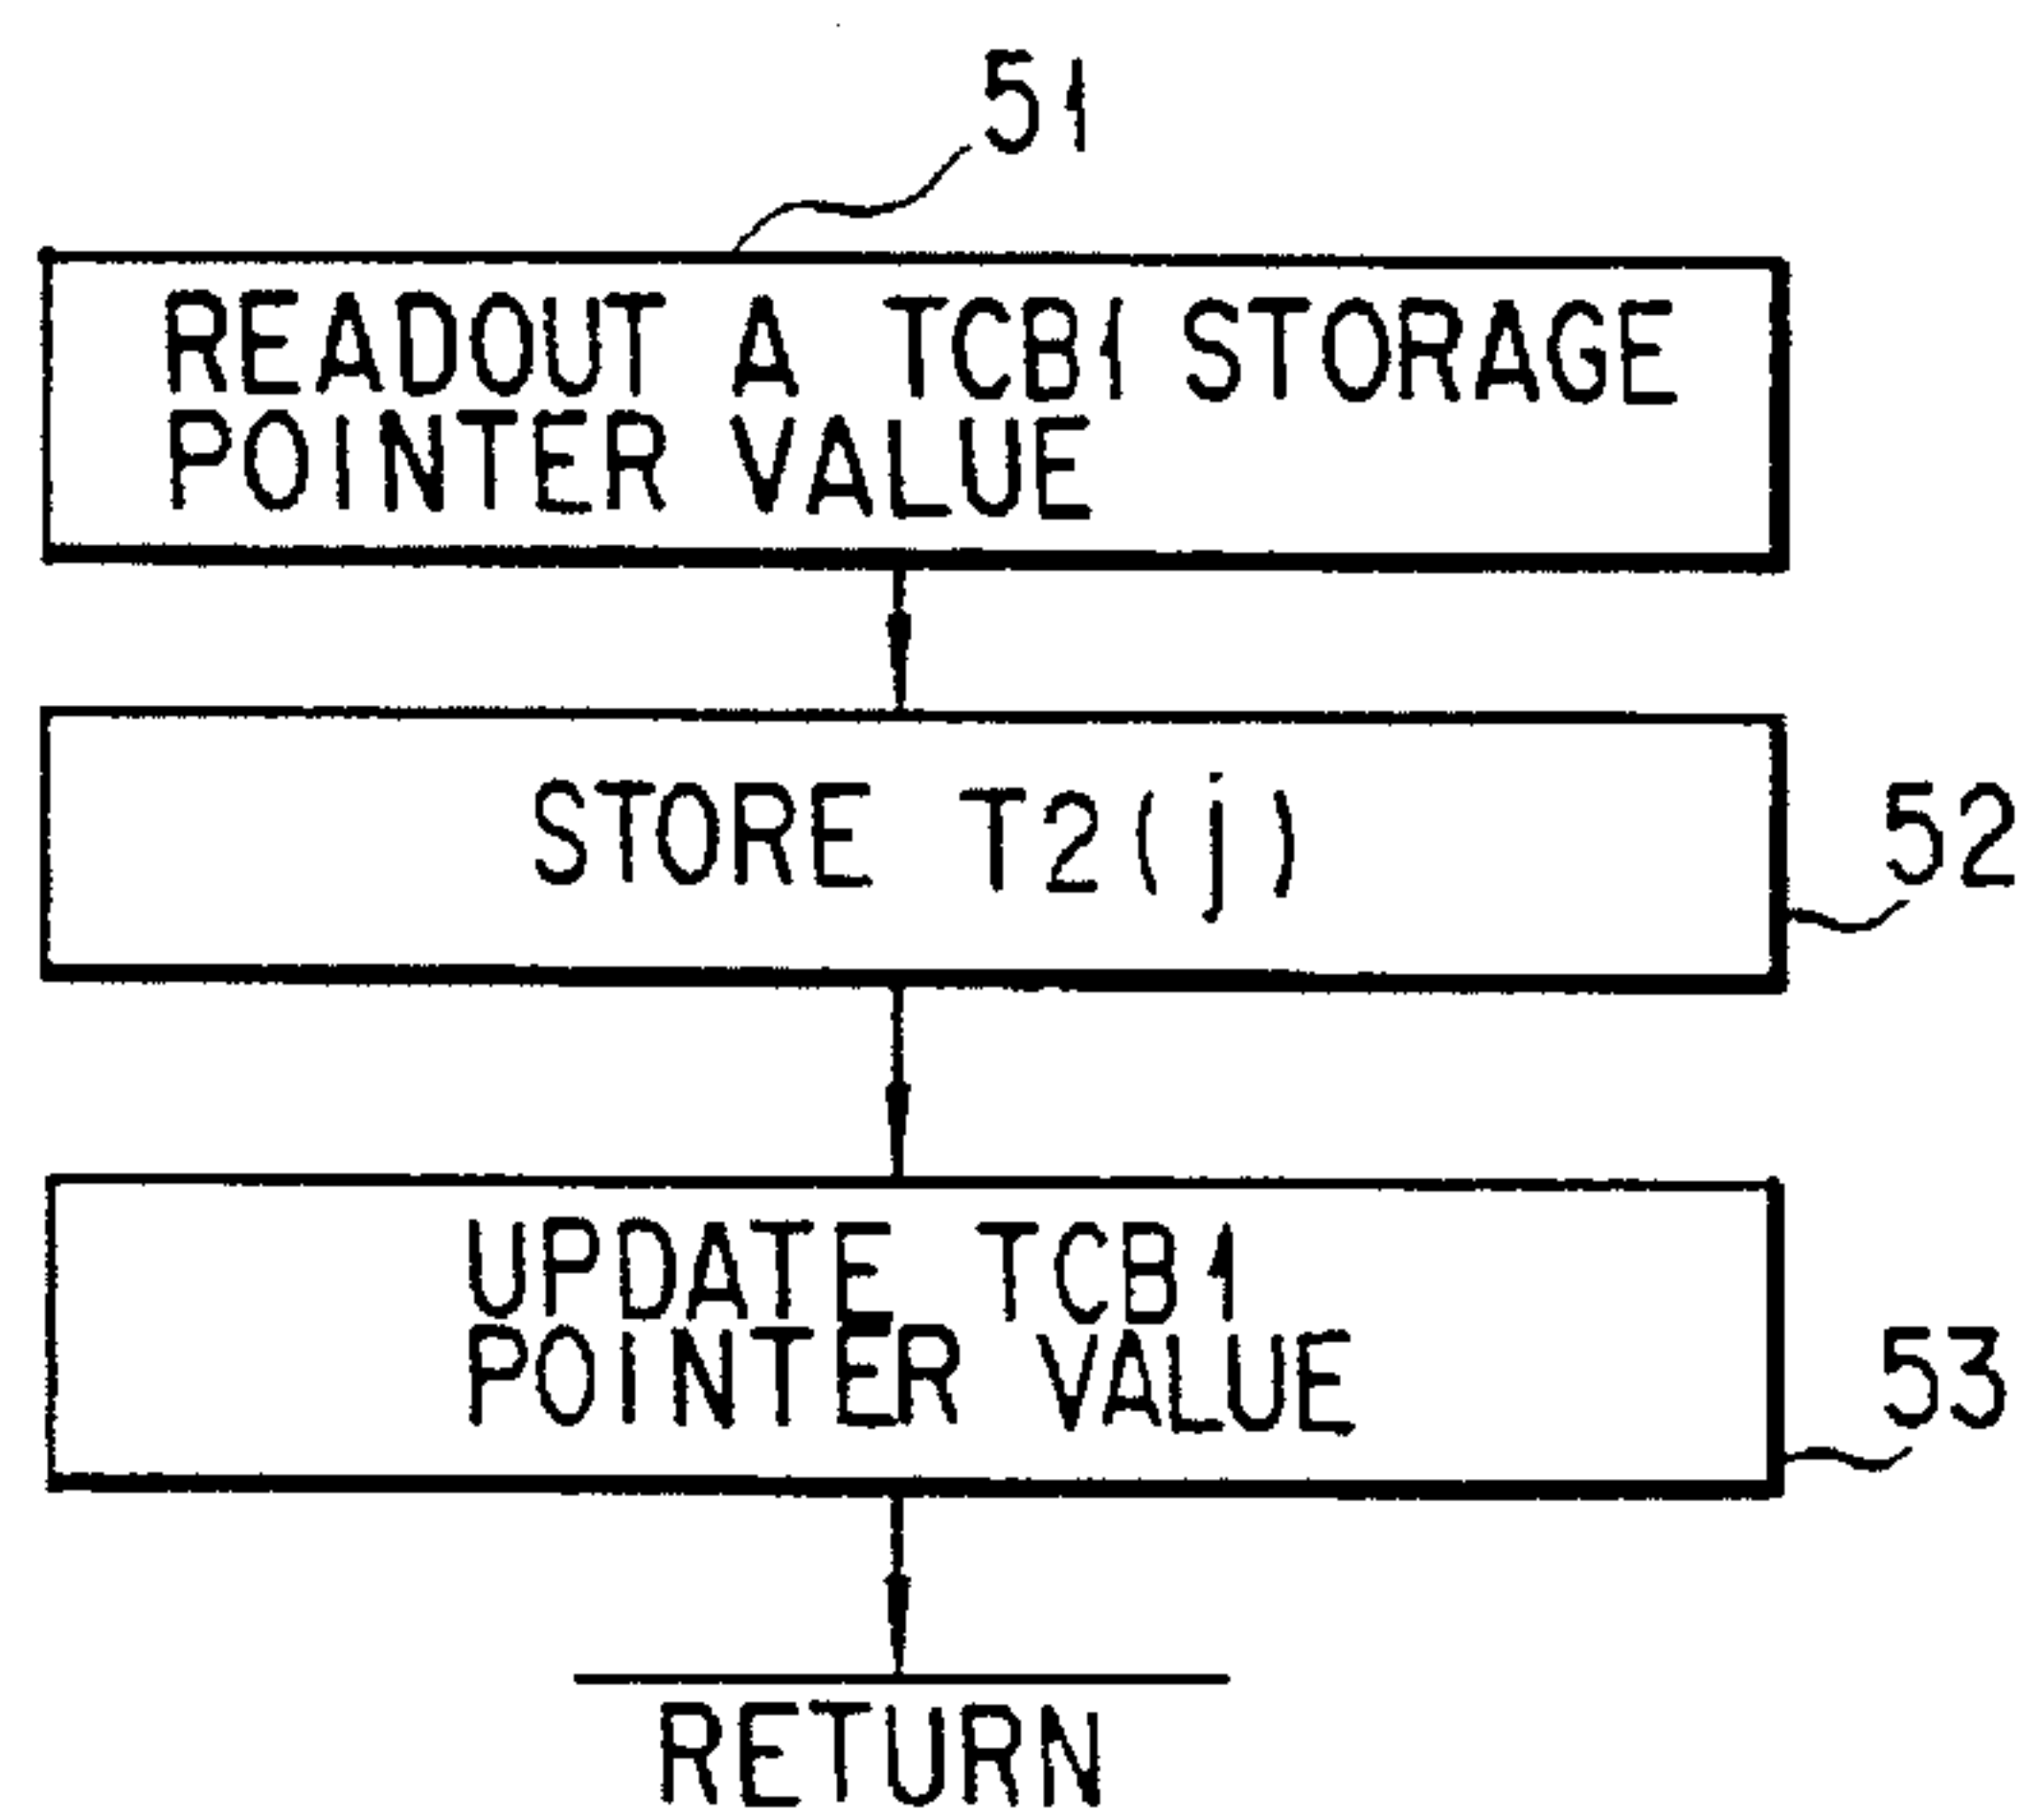 51
READOUT A TCB1 STORAGE
POINTER VALUE
STORE T2(j)
52
UPDATE TCB1
POINTER VALUE
53
RETURN